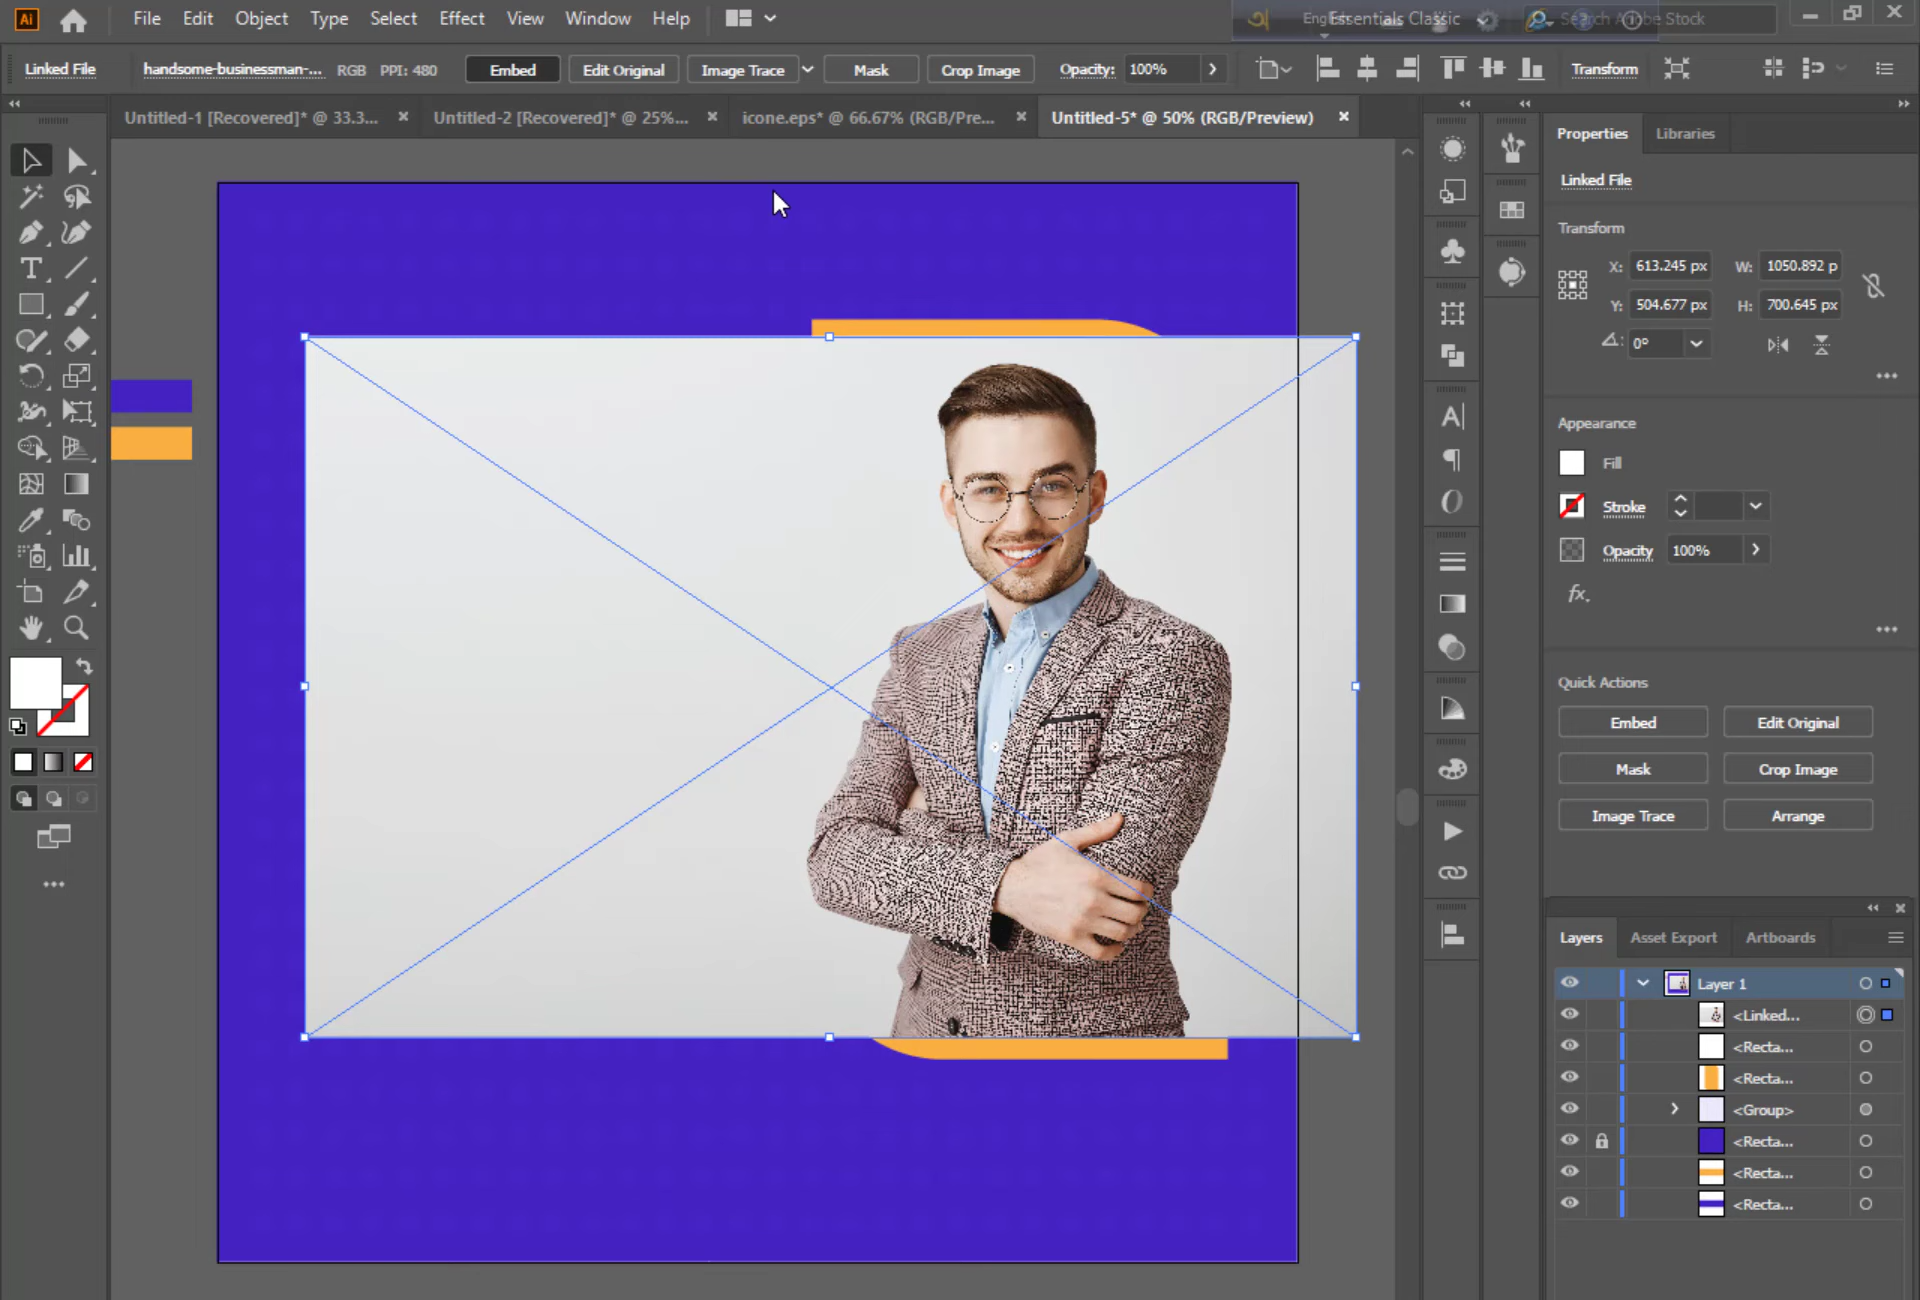 Ai File Edit Object Type Select Effect View Window Help Essentials Classic Search Adobe Stock
Linked File handsome-businessman-... RGB PPI: 480 Embed Edit Original Image Trace Mask Crop Image Opacity: 100% Transform
Untitled-1 [Recovered]* @ 33.3... × Untitled-2 [Recovered]* @ 25%... × icone.eps* @ 66.67% (RGB/Pre... × Untitled-5* @ 50% (RGB/Preview) ×
Properties Libraries
Linked File
Transform
X: 613.245 px W: 1050.892 p
Y: 504.677 px H: 700.645 px
0°
Appearance
Fill
Stroke
Opacity 100%
fx.
Quick Actions
Embed Edit Original
Mask Crop Image
Image Trace Arrange
Layers Asset Export Artboards
Layer 1
<Linked...
<Recta...
<Recta...
<Group>
<Recta...
<Recta...
<Recta...